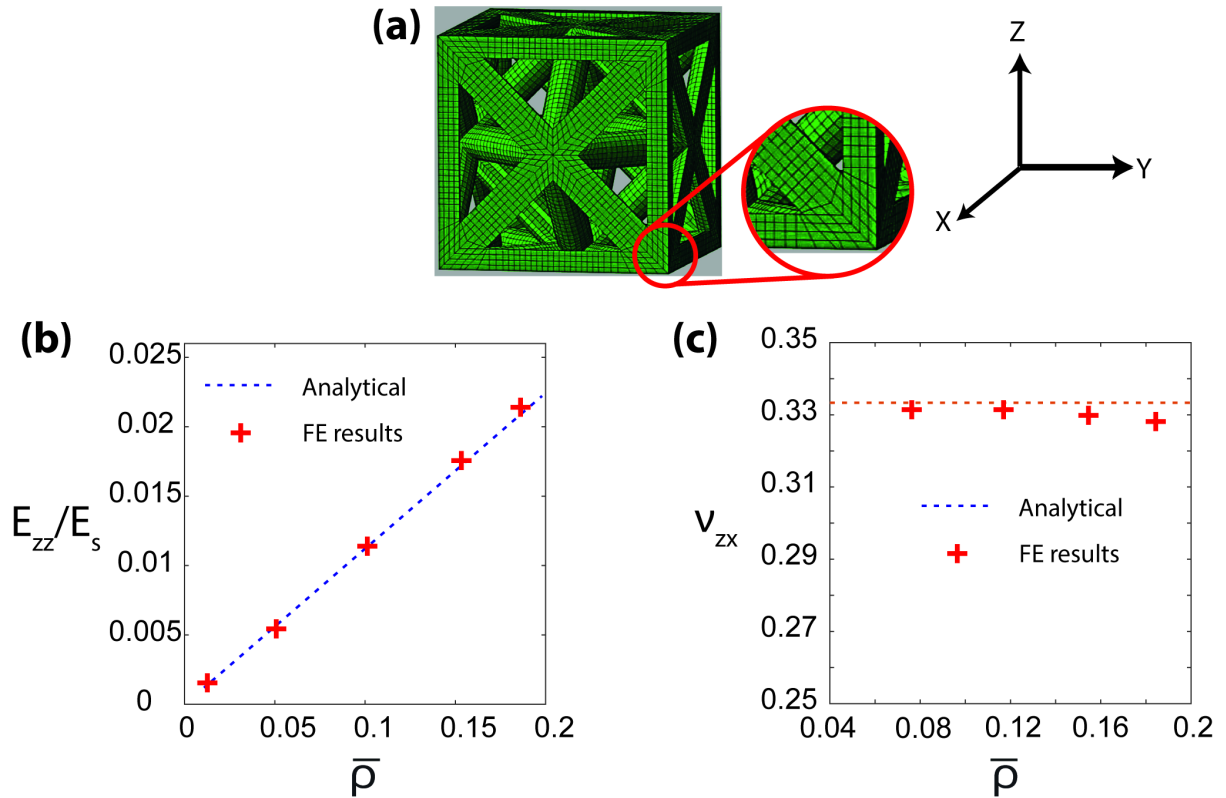 (a)
Z
Y
X
(b)
0.025
0.02
0.015
0.01
0.005
0
E_zz/E_s
Analytical
FE results
0 0.05 0.1 0.15 0.2
ρ̅
(c)
0.35
0.33
0.31
0.29
0.27
0.25
ν_zx
Analytical
FE results
0.04 0.08 0.12 0.16 0.2
ρ̅